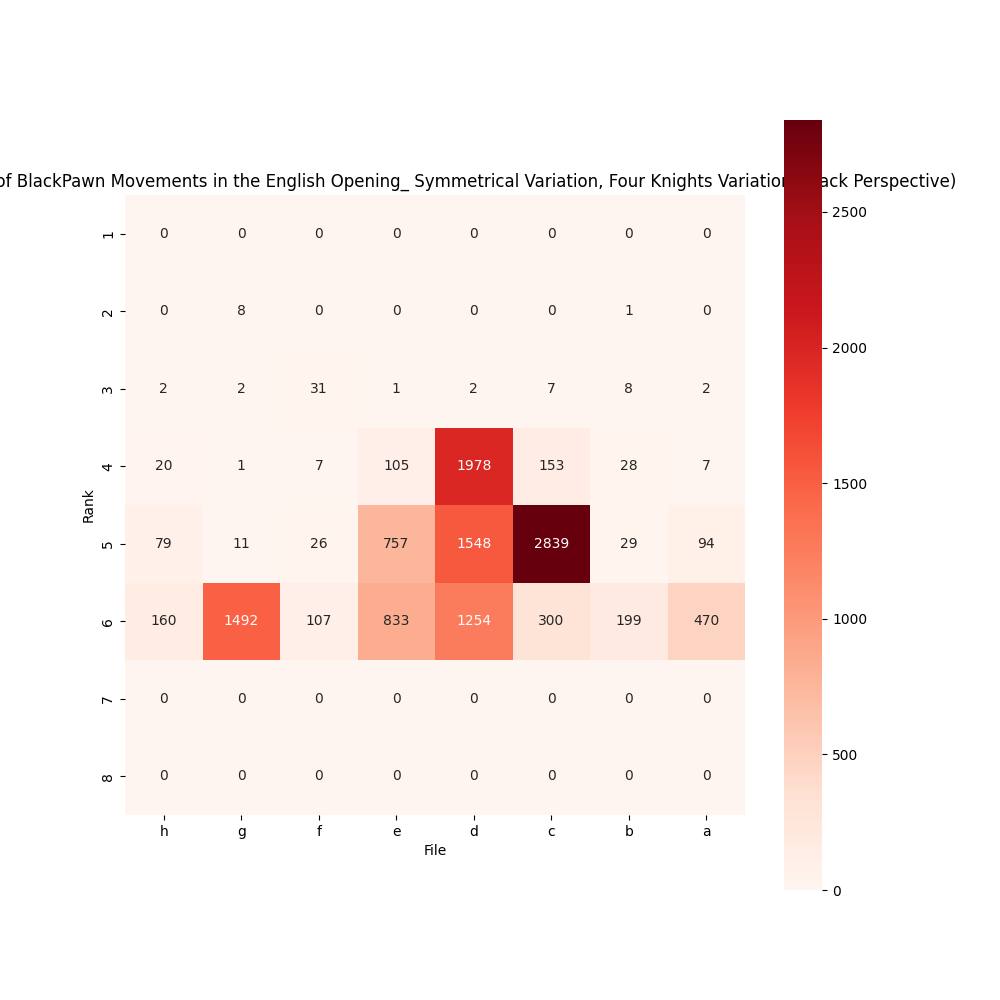 of BlackPawn Movements in the English Opening_ Symmetrical Variation, Four Knights Variation ack Perspective)
1 0 0 0 0 0 0 0 0
2 0 8 0 0 0 0 1 0
3 2 2 31 1 2 7 8 2
4 20 1 7 105 1978 153 28 7
5 79 11 26 757 1548 2839 29 94
6 160 1492 107 833 1254 300 199 470
7 0 0 0 0 0 0 0 0
8 0 0 0 0 0 0 0 0
h g f e d c b a
File
Rank
2500
2000
1500
1000
500
0